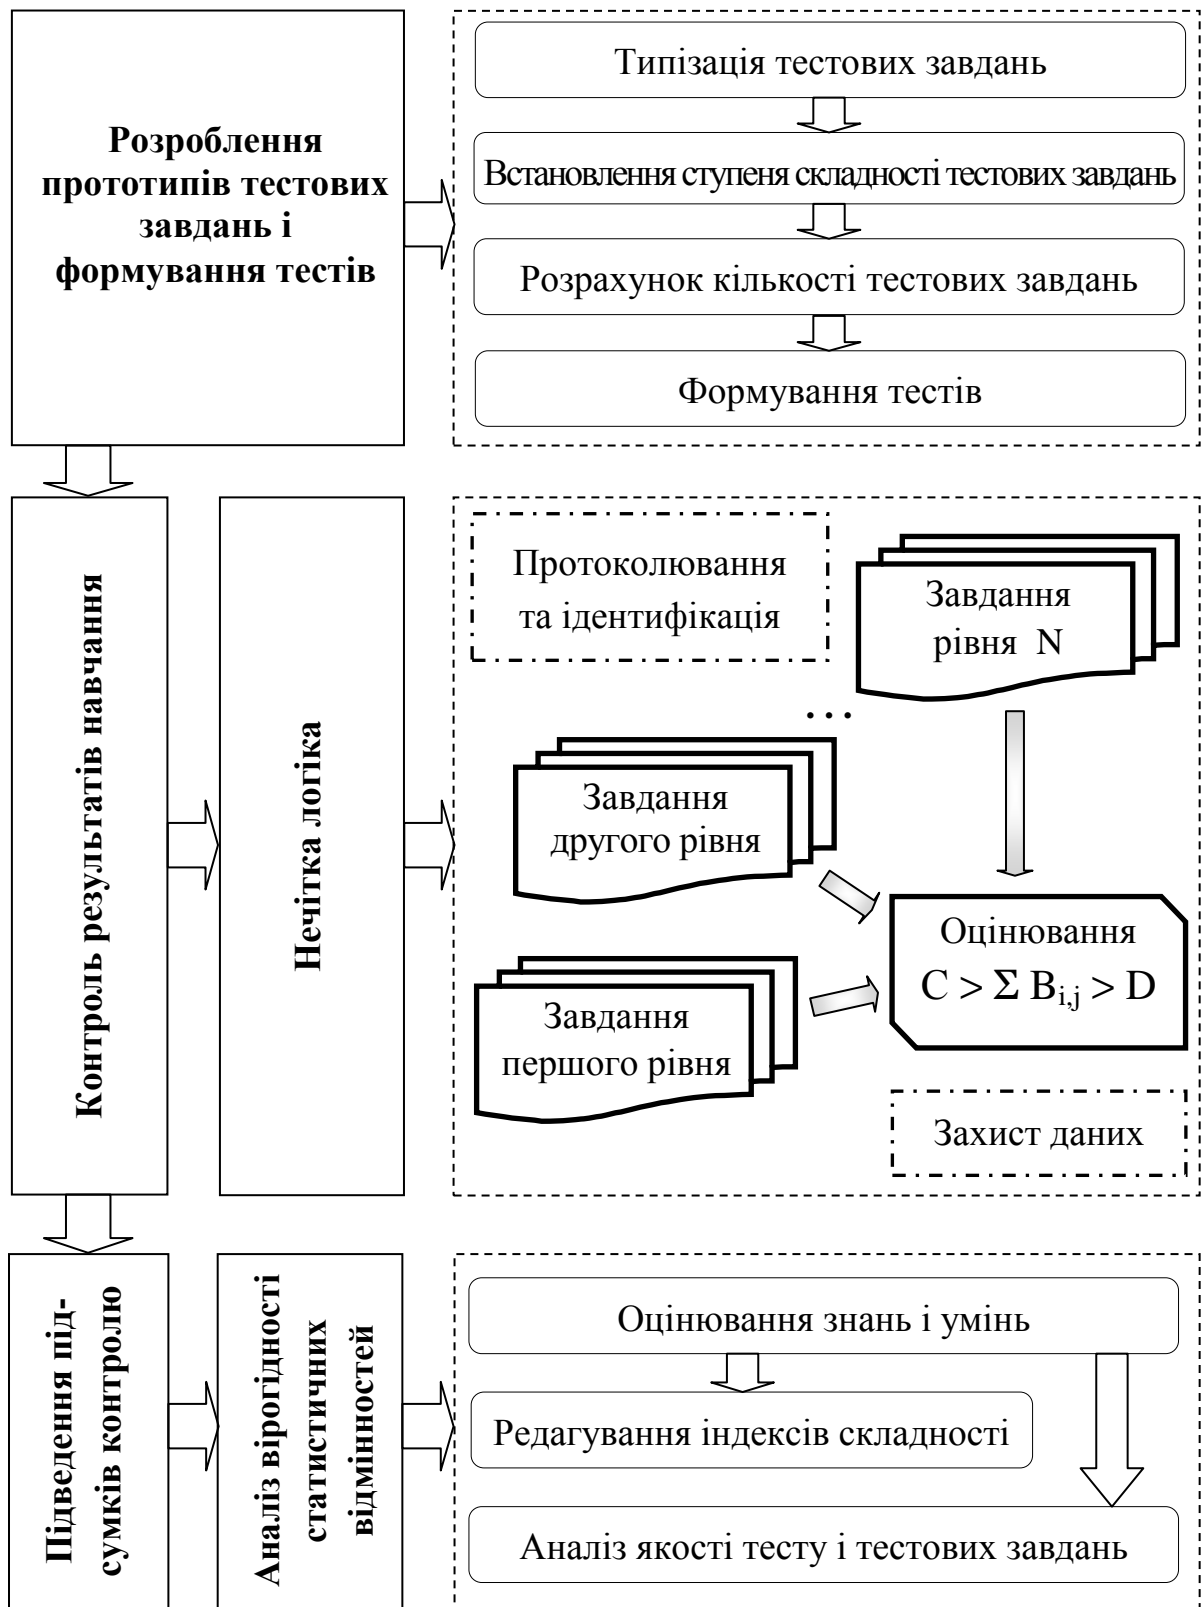 Розроблення
прототипів тестових
завдань і
формування тестів
Типізація тестових завдань
Встановлення ступеня складності тестових завдань
Розрахунок кількості тестових завдань
Формування тестів
Контроль результатів навчання
Нечітка логіка
Протоколювання
та ідентифікація
Завдання
рівня N
...
Завдання
другого рівня
Завдання
першого рівня
Оцінювання
C > Σ B_{i,j} > D
Захист даних
Підведення під-
сумків контролю
Аналіз вірогідності
статистичних
відмінностей
Оцінювання знань і умінь
Редагування індексів складності
Аналіз якості тесту і тестових завдань